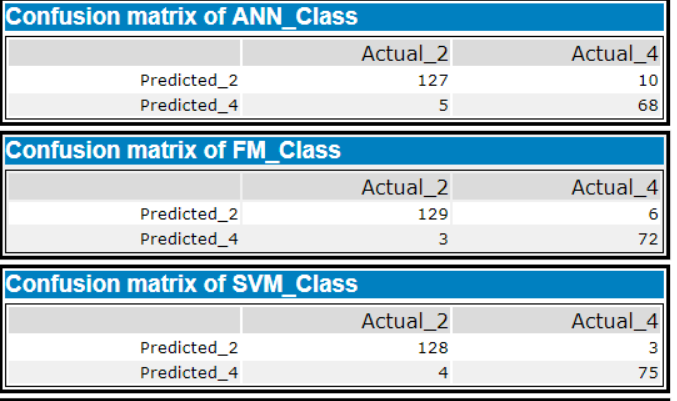 Confusion matrix of ANN_Class
Actual_2 Actual_4
Predicted_2 127 10
Predicted_4 5 68
Confusion matrix of FM_Class
Actual_2 Actual_4
Predicted_2 129 6
Predicted_4 3 72
Confusion matrix of SVM_Class
Actual_2 Actual_4
Predicted_2 128 3
Predicted_4 4 75